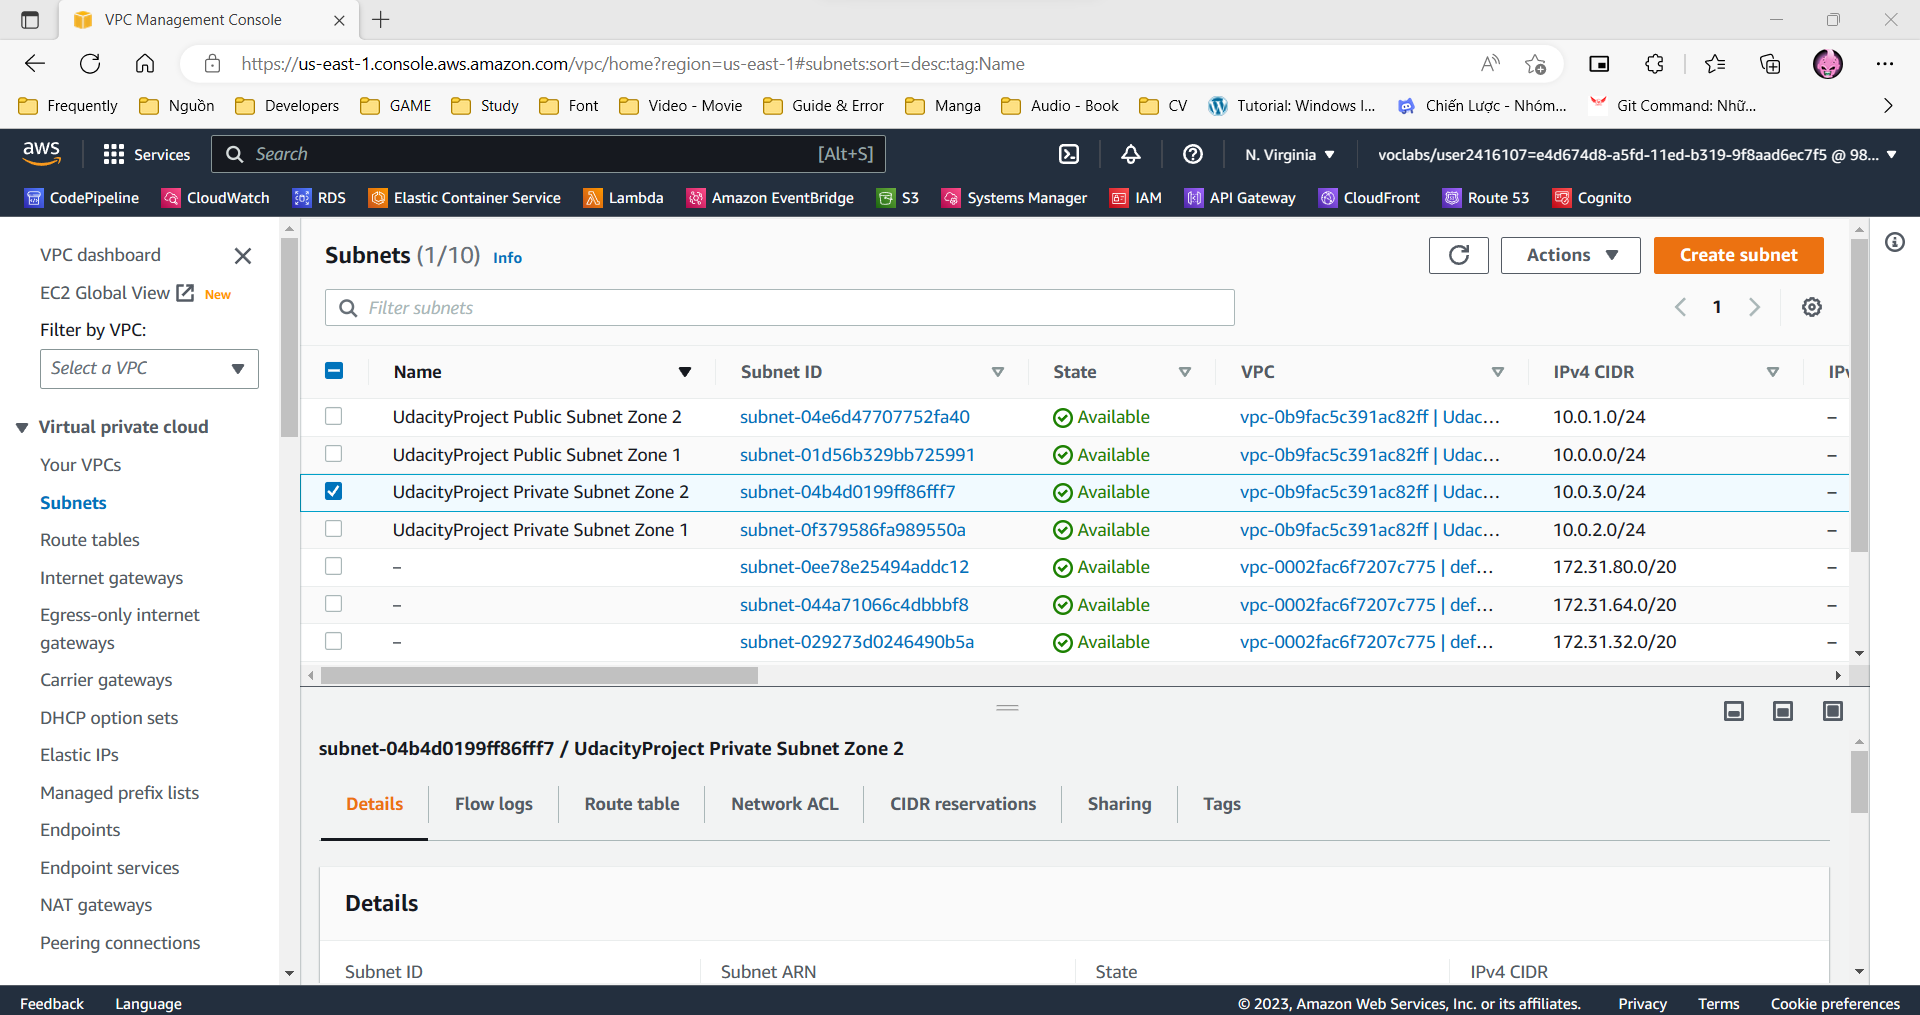 VPC Management Console
https://us-east-1.console.aws.amazon.com/vpc/home?region=us-east-1#subnets:sort=desc:tag:Name
Frequently Nguồn Developers GAME Study Font Video - Movie Guide & Error Manga Audio - Book CV Tutorial: Windows I... Chiến Lược - Nhóm... Git Command: Nhữ...
aws Services Search [Alt+S] N. Virginia voclabs/user2416107=e4d674d8-a5fd-11ed-b319-9f8aad6ec7f5 @ 98...
CodePipeline CloudWatch RDS Elastic Container Service Lambda Amazon EventBridge S3 Systems Manager IAM API Gateway CloudFront Route 53 Cognito
VPC dashboard
EC2 Global View New
Filter by VPC:
Select a VPC
Virtual private cloud
Your VPCs
Subnets
Route tables
Internet gateways
Egress-only internet
gateways
Carrier gateways
DHCP option sets
Elastic IPs
Managed prefix lists
Endpoints
Endpoint services
NAT gateways
Peering connections
Subnets (1/10) Info
Actions Create subnet
Filter subnets
1
Name Subnet ID State VPC IPv4 CIDR IPv
UdacityProject Public Subnet Zone 2 subnet-04e6d47707752fa40 Available vpc-0b9fac5c391ac82ff | Udac... 10.0.1.0/24 –
UdacityProject Public Subnet Zone 1 subnet-01d56b329bb725991 Available vpc-0b9fac5c391ac82ff | Udac... 10.0.0.0/24 –
UdacityProject Private Subnet Zone 2 subnet-04b4d0199ff86fff7 Available vpc-0b9fac5c391ac82ff | Udac... 10.0.3.0/24 –
UdacityProject Private Subnet Zone 1 subnet-0f379586fa989550a Available vpc-0b9fac5c391ac82ff | Udac... 10.0.2.0/24 –
– subnet-0ee78e25494addc12 Available vpc-0002fac6f7207c775 | def... 172.31.80.0/20 –
– subnet-044a71066c4dbbbf8 Available vpc-0002fac6f7207c775 | def... 172.31.64.0/20 –
– subnet-029273d0246490b5a Available vpc-0002fac6f7207c775 | def... 172.31.32.0/20 –
subnet-04b4d0199ff86fff7 / UdacityProject Private Subnet Zone 2
Details Flow logs Route table Network ACL CIDR reservations Sharing Tags
Details
Subnet ID Subnet ARN State IPv4 CIDR
Feedback Language © 2023, Amazon Web Services, Inc. or its affiliates. Privacy Terms Cookie preferences